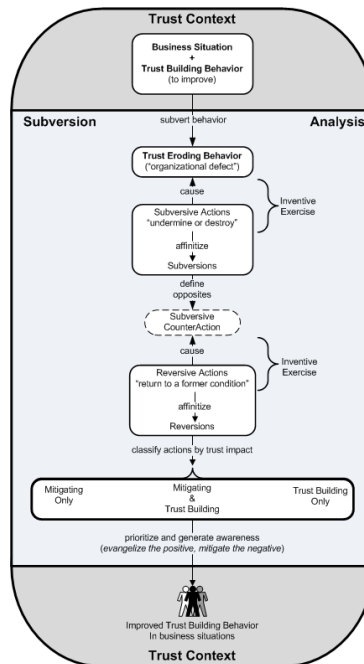 Trust Context
Business Situation
+
Trust Building Behavior
(to improve)
Subversion
Analysis
subvert behavior
Trust Eroding Behavior
("organizational defect")
cause
Inventive
Exercise
Subversive Actions
"undermine or destroy"
affinitize
Subversions
define
opposites
Subversive
CounterAction
cause
Inventive
Exercise
Reversive Actions
"return to a former condition"
affinitize
Reversions
classify actions by trust impact
Mitigating
Only
Mitigating
&
Trust Building
Trust Building
Only
prioritize and generate awareness
(evangelize the positive, mitigate the negative)
Improved Trust Building Behavior
In business situations
Trust Context